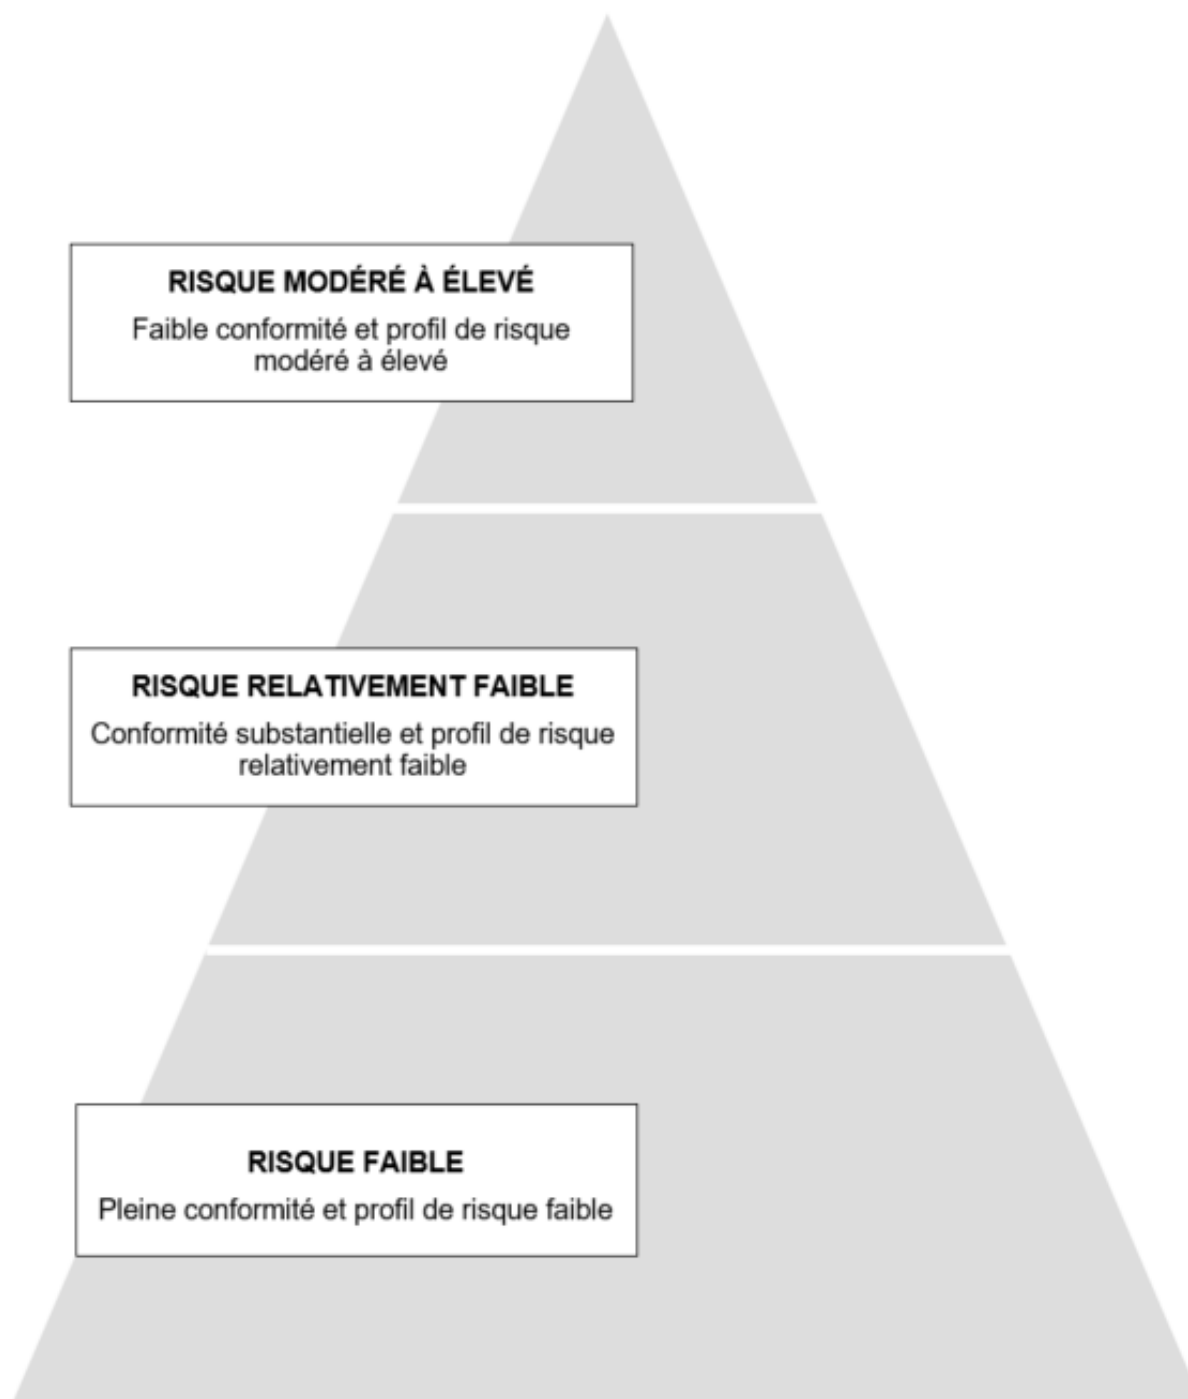 RISQUE MODÉRÉ À ÉLEVÉ
Faible conformité et profil de risque
modéré à élevé
RISQUE RELATIVEMENT FAIBLE
Conformité substantielle et profil de risque
relativement faible
RISQUE FAIBLE
Pleine conformité et profil de risque faible